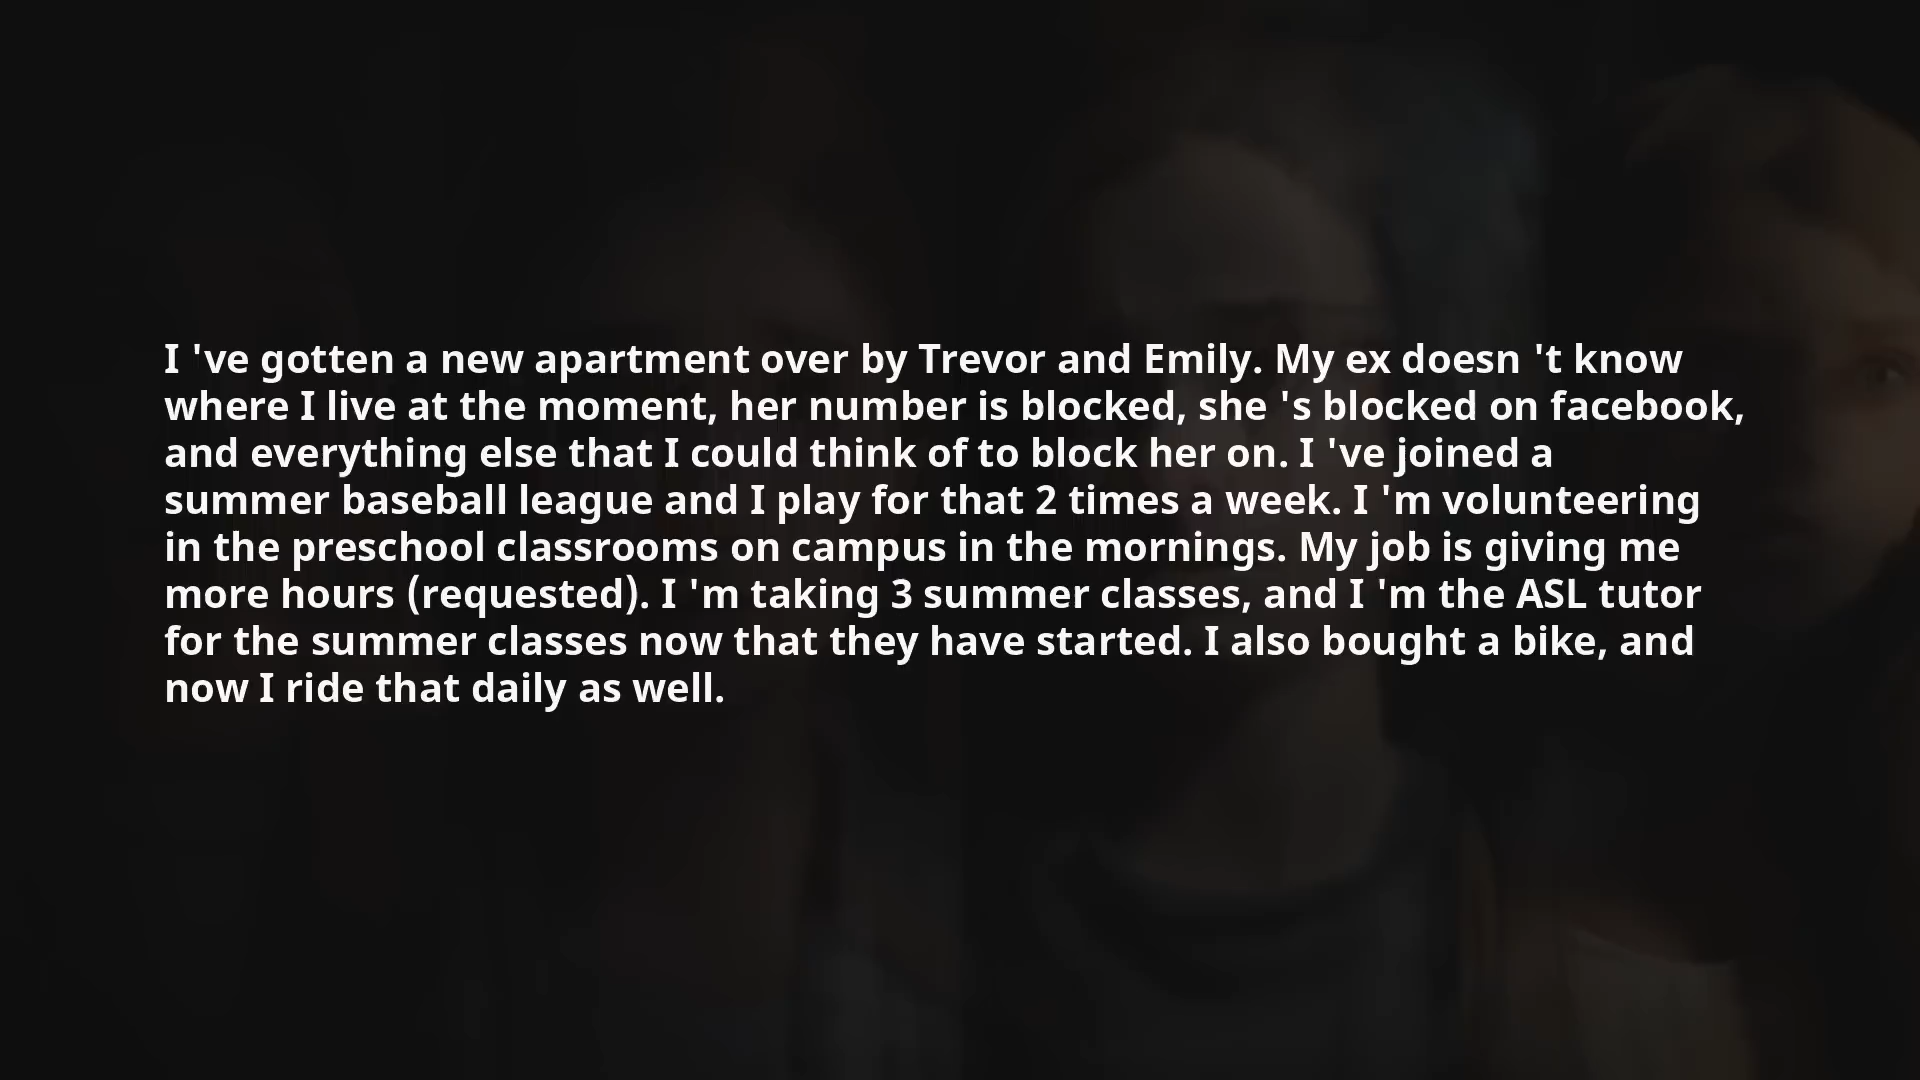 I 've gotten a new apartment over by Trevor and Emily. My ex doesn 't know
where I live at the moment, her number is blocked, she 's blocked on facebook,
and everything else that I could think of to block her on. I 've joined a
summer baseball league and I play for that 2 times a week. I 'm volunteering
in the preschool classrooms on campus in the mornings. My job is giving me
more hours (requested). I 'm taking 3 summer classes, and I 'm the ASL tutor
for the summer classes now that they have started. I also bought a bike, and
now I ride that daily as well.